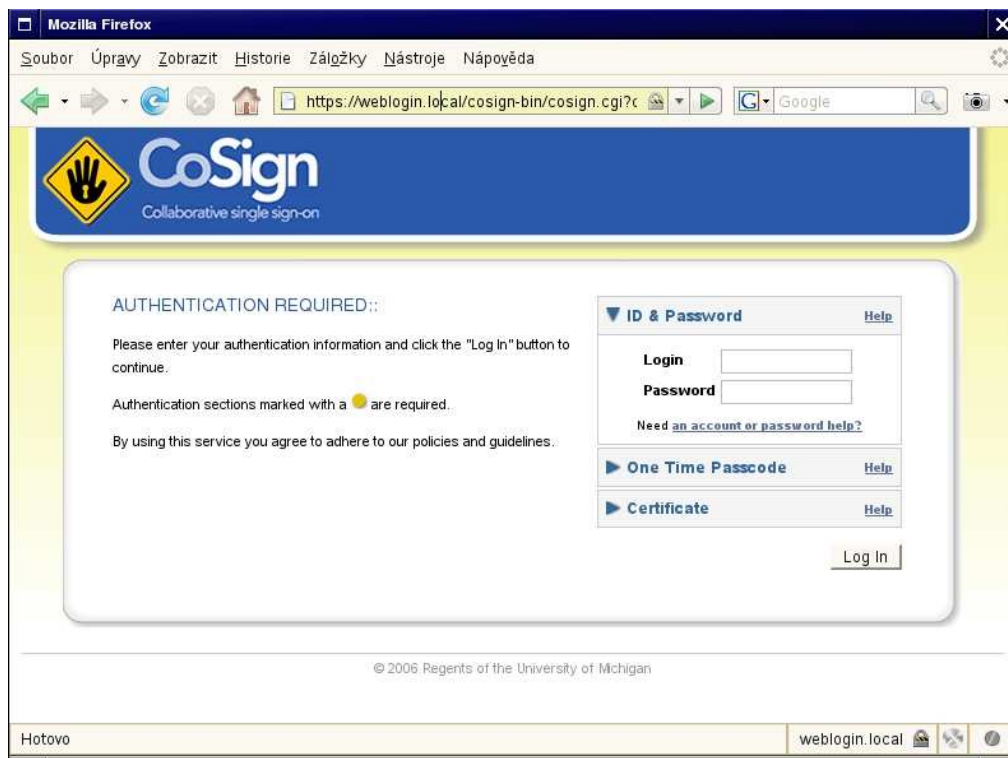 Mozilla Firefox
Soubor Úpravy Zobrazit Historie Záložky Nástroje Nápověda
https://weblogin.local/cosign-bin/cosign.cgi?c
G Google
CoSign
Collaborative single sign-on
AUTHENTICATION REQUIRED::
Please enter your authentication information and click the "Log In" button to
continue.
Authentication sections marked with a are required.
By using this service you agree to adhere to our policies and guidelines.
ID & Password Help
Login
Password
Need an account or password help?
One Time Passcode Help
Certificate Help
Log In
© 2006 Regents of the University of Michigan
Hotovo weblogin.local